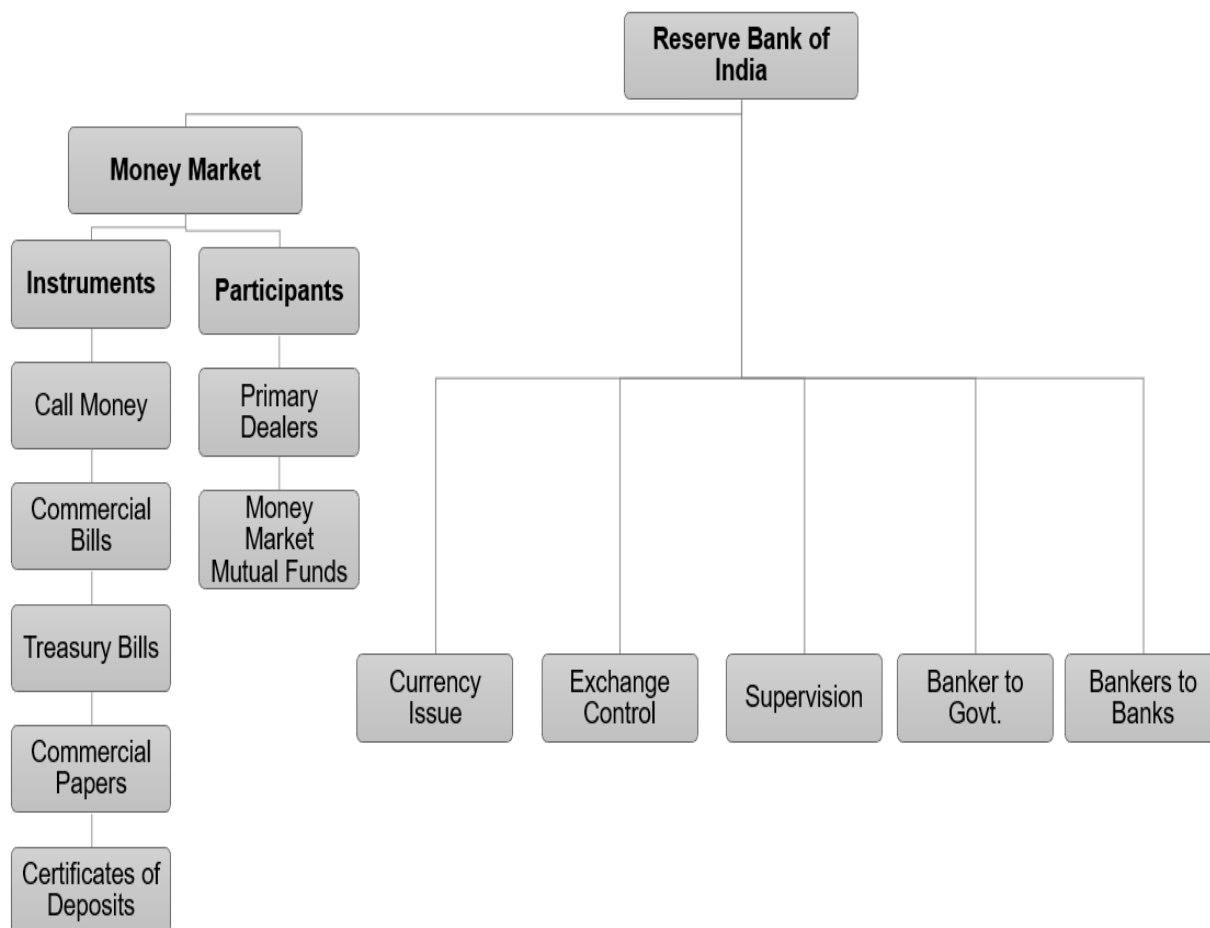 Reserve Bank of
India
Money Market
Instruments
Participants
Call Money
Primary
Dealers
Commercial
Bills
Money
Market
Mutual Funds
Treasury Bills
Currency
Issue
Exchange
Control
Supervision
Banker to
Govt.
Bankers to
Banks
Commercial
Papers
Certificates of
Deposits